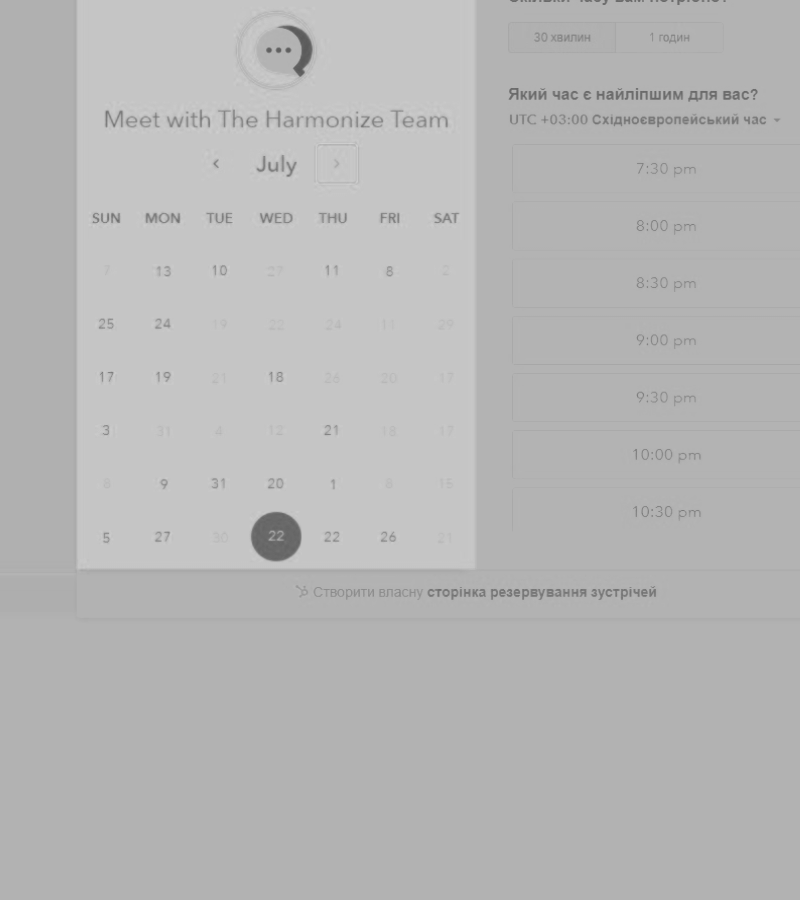 30 хвилин 1 годин
Який час є найліпшим для вас?
UTC +03:00 Східноєвропейський час
Meet with The Harmonize Team
July
SUN MON TUE WED THU FRI SAT
7 13 10 27 11 8 2
25 24 19 22 24 11 29
17 19 21 18 26 20 17
3 31 4 12 21 18 17
8 9 31 20 1 8 15
5 27 30 22 22 26 21
7:30 pm
8:00 pm
8:30 pm
9:00 pm
9:30 pm
10:00 pm
10:30 pm
Створити власну сторінка резервування зустрічей